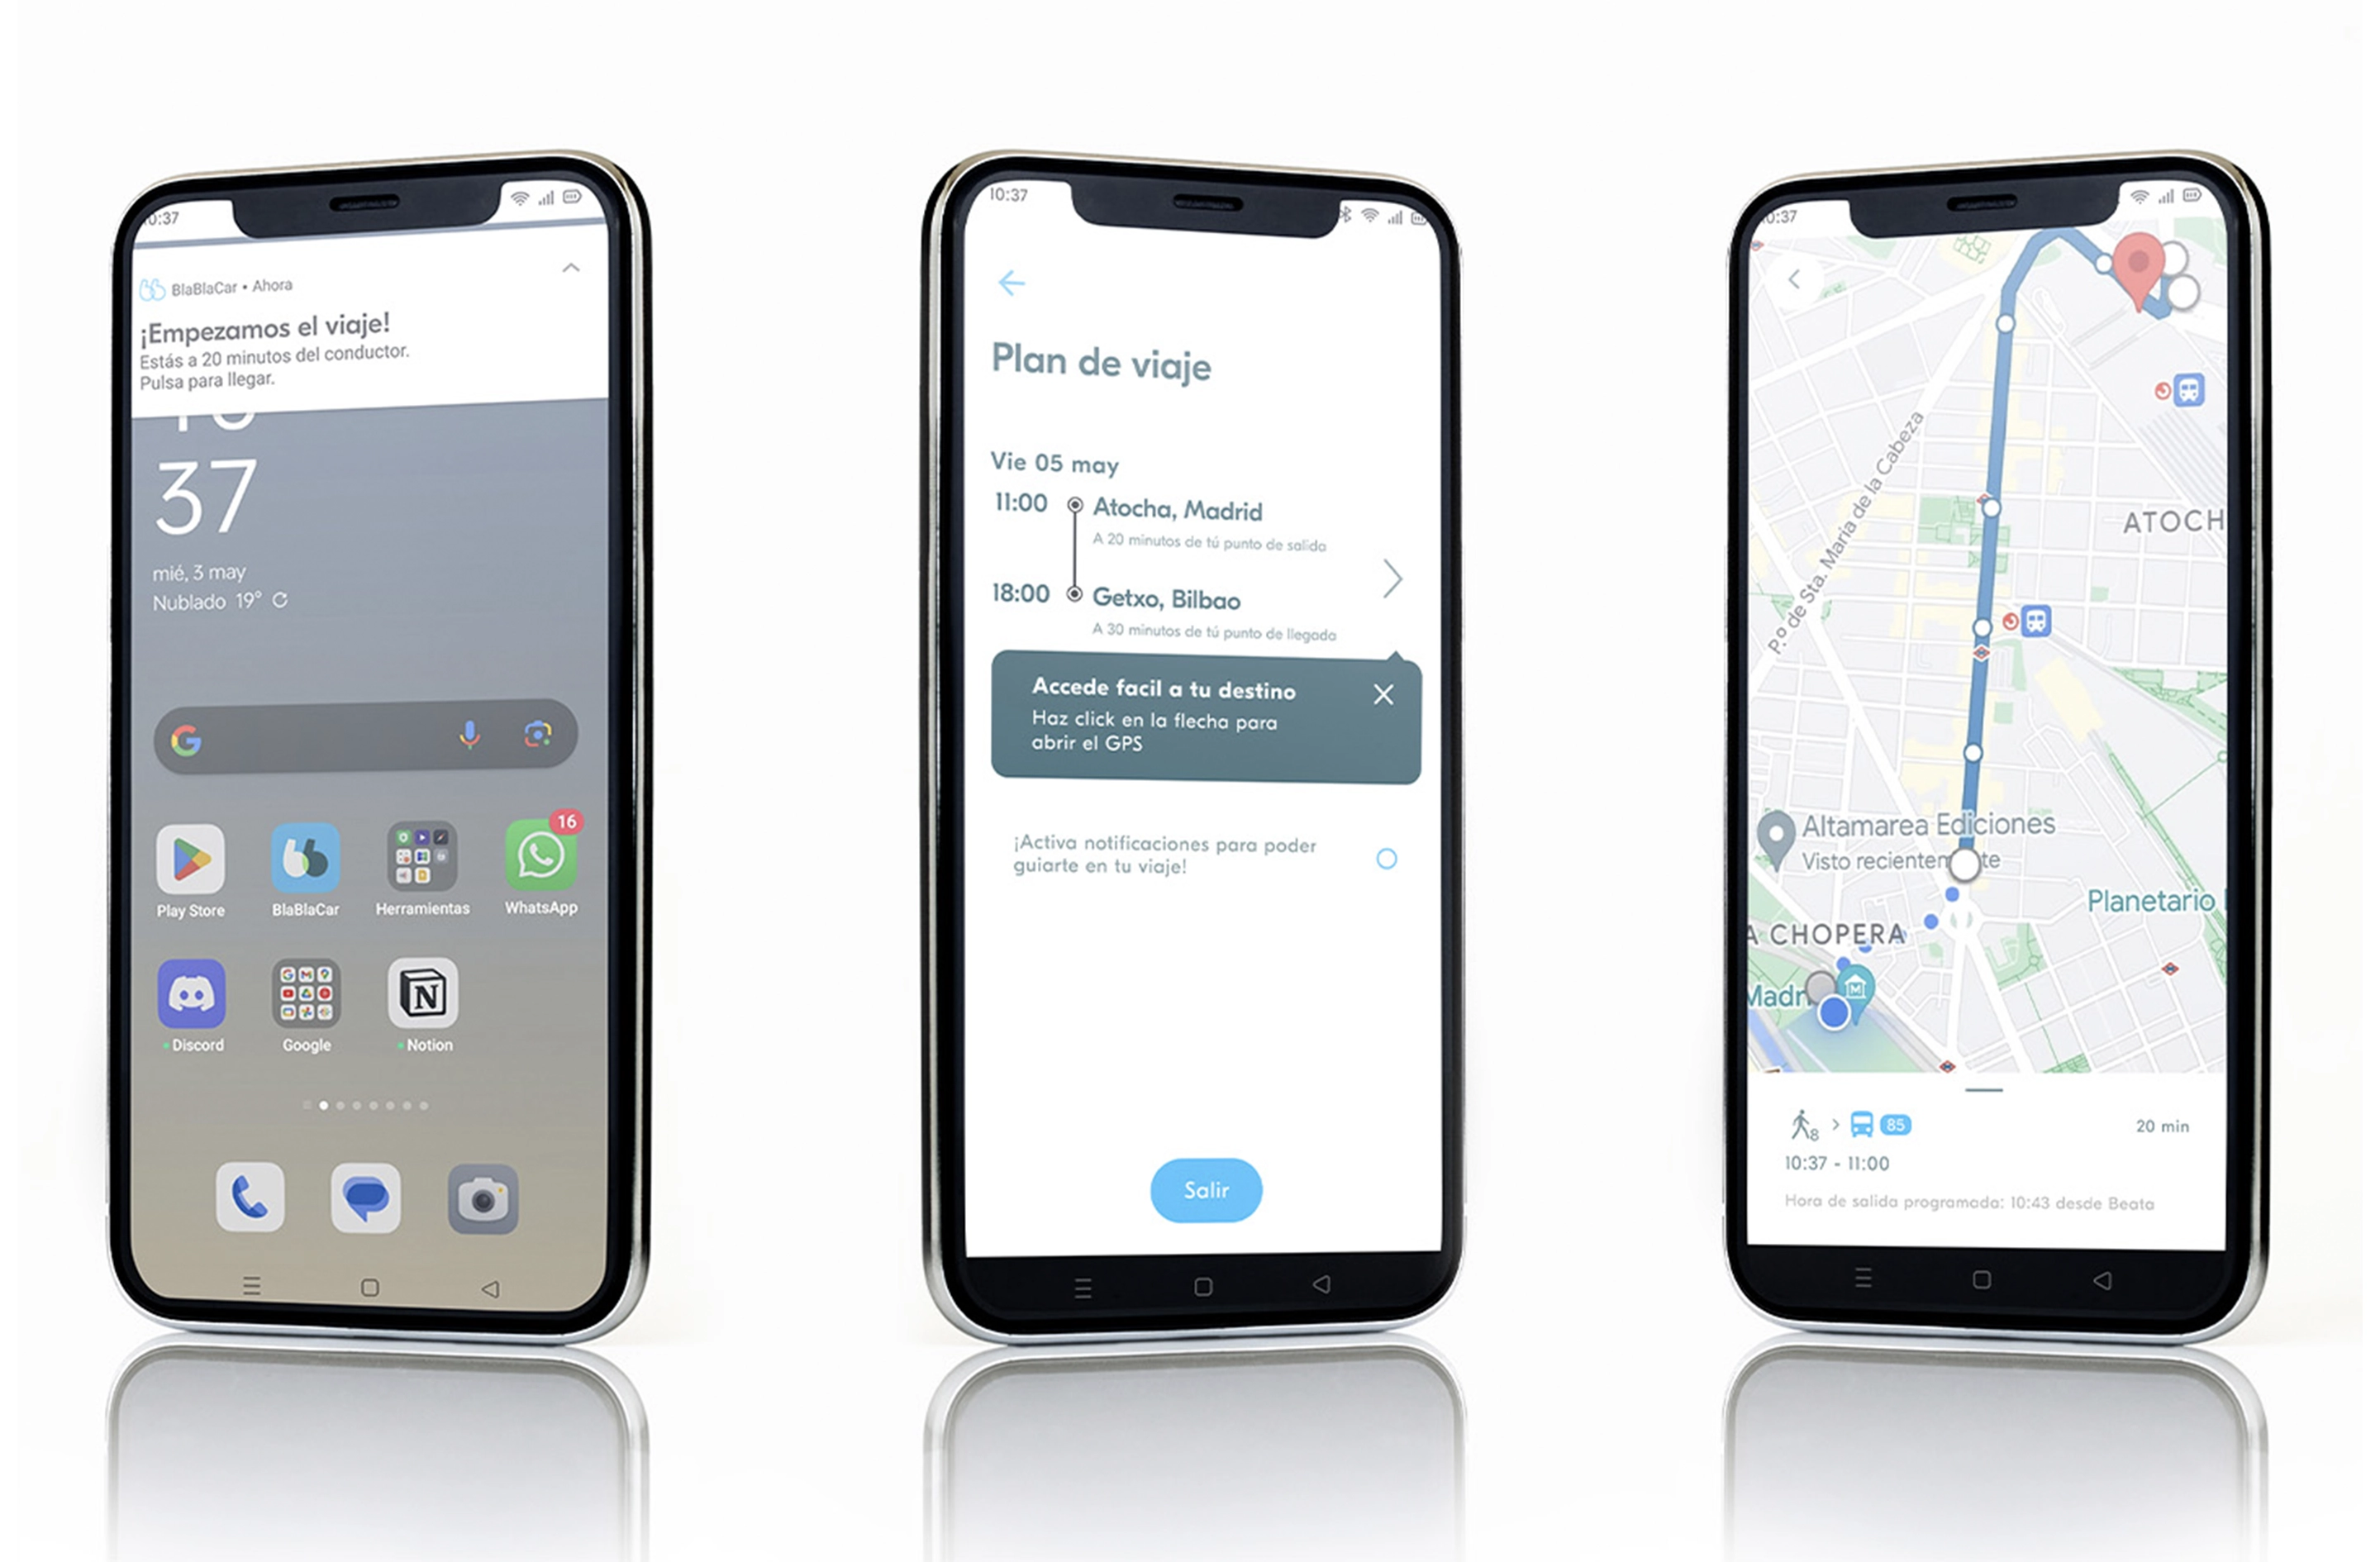 10:37
BlaBlaCar • Ahora
¡Empezamos el viaje!
Estás a 20 minutos del conductor.
Pulsa para llegar.
37
mié, 3 may
Nublado 19°
16
Play Store
BlaBlaCar
Herramientas
WhatsApp
Discord
Google
Notion
10:37
Plan de viaje
Vie 05 may
11:00 Atocha, Madrid
A 20 minutos de tú punto de salida
18:00 Getxo, Bilbao
A 30 minutos de tú punto de llegada
Accede facil a tu destino
Haz click en la flecha para
abrir el GPS
¡Activa notificaciones para poder
guiarte en tu viaje!
Salir
10:37
P.º de Sta. María de la Cabeza
ATOCH
Altamarea Ediciones
Visto recientem te
Planetario
A CHOPERA
Madr
8 > 85 20 min
10:37 - 11:00
Hora de salida programada: 10:43 desde Beata